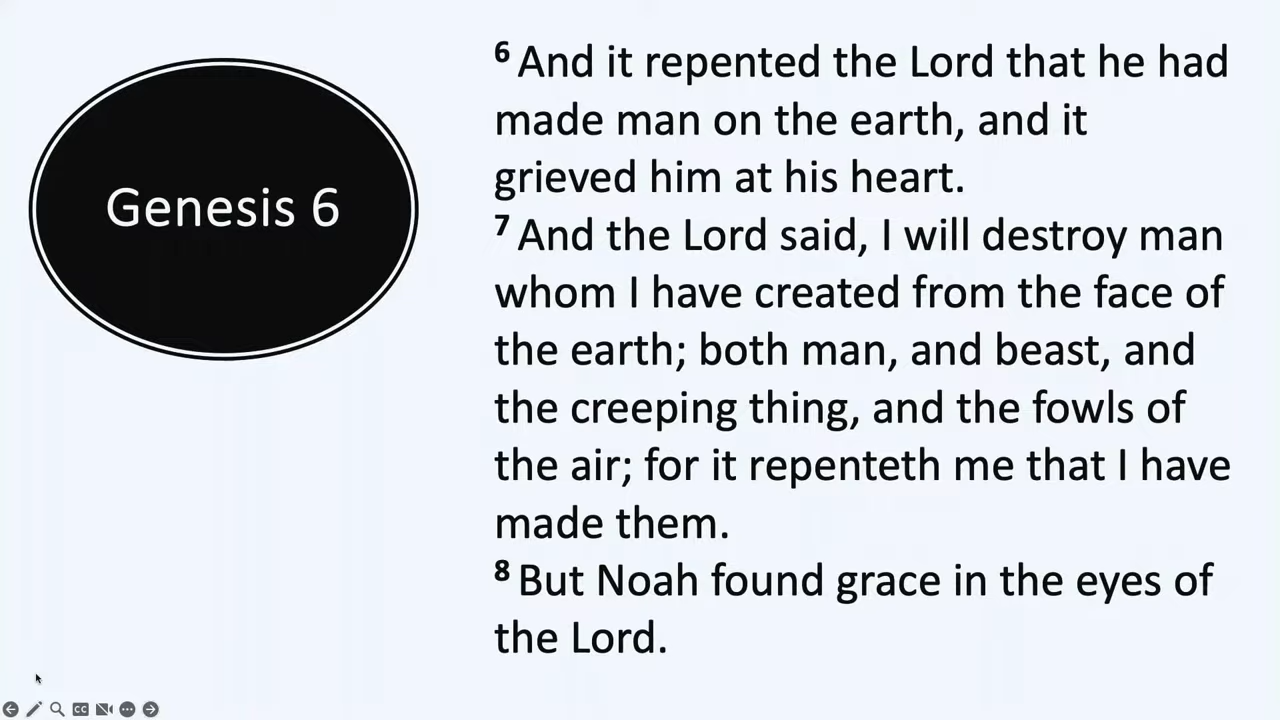 Genesis 6
⁶ And it repented the Lord that he had
made man on the earth, and it
grieved him at his heart.
⁷ And the Lord said, I will destroy man
whom I have created from the face of
the earth; both man, and beast, and
the creeping thing, and the fowls of
the air; for it repenteth me that I have
made them.
⁸ But Noah found grace in the eyes of
the Lord.
CC